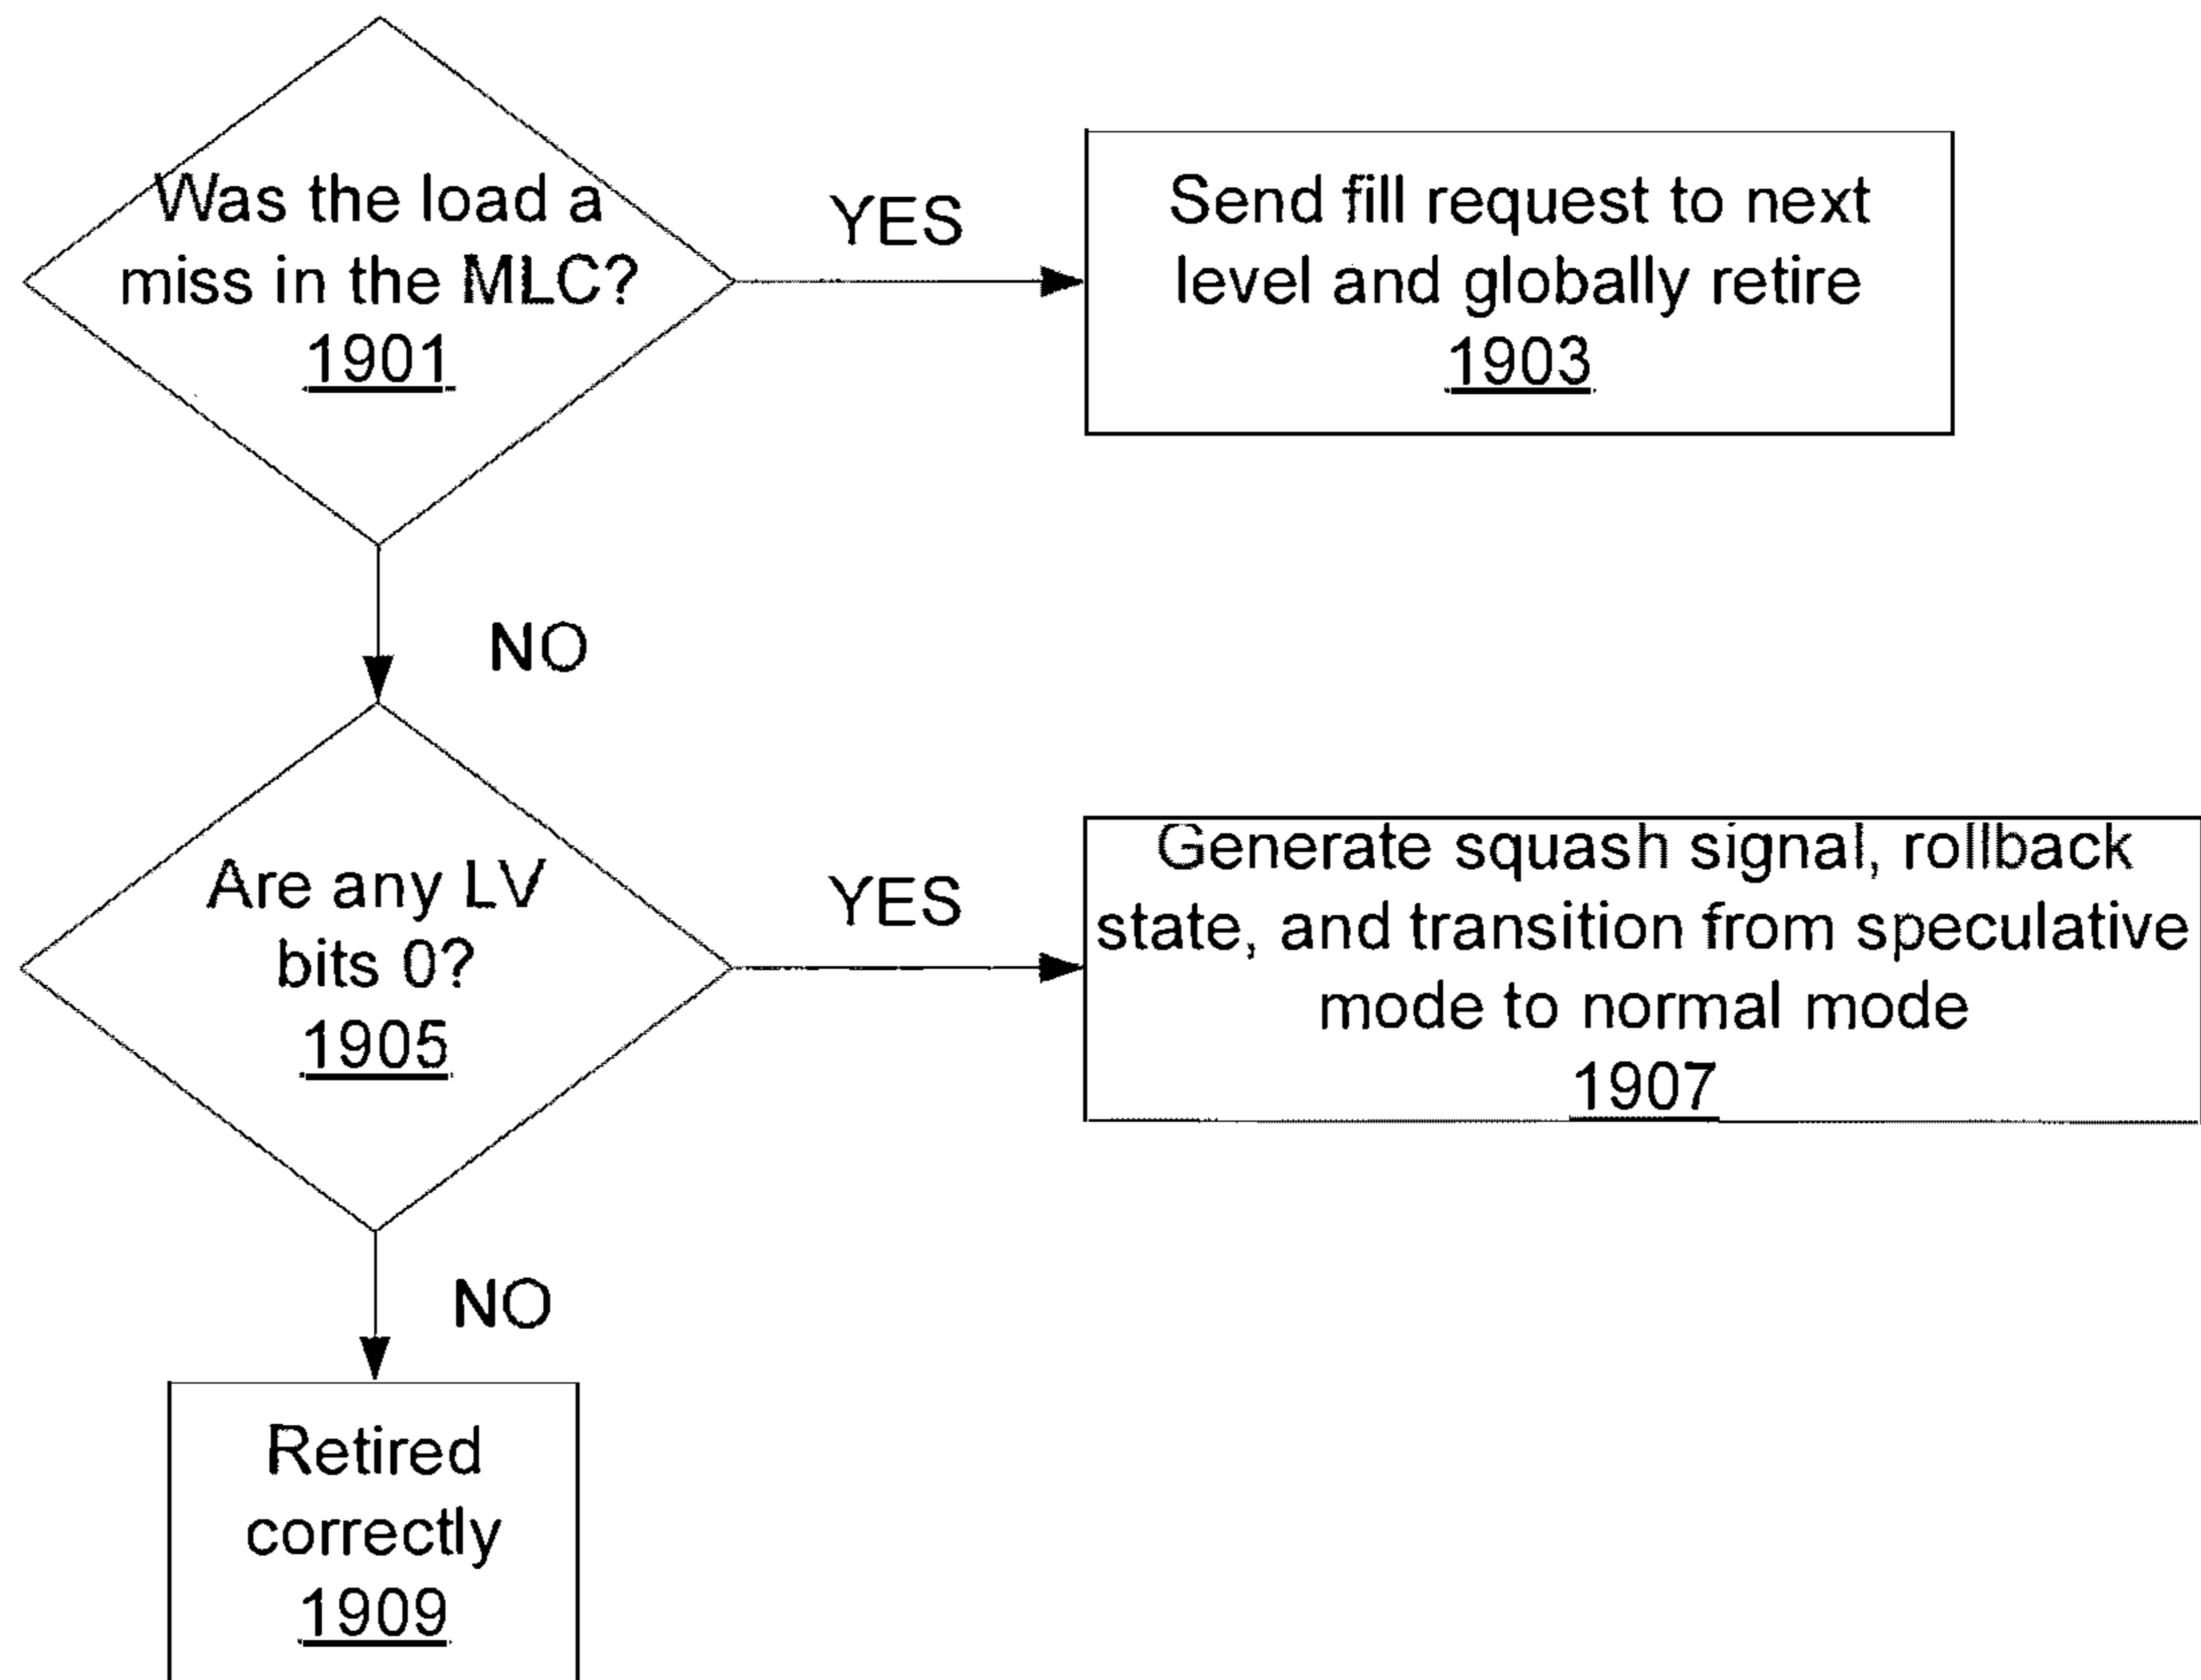 Was the load a
miss in the MLC?
1901
YES
Send fill request to next
level and globally retire
1903
NO
Are any LV
bits 0?
1905
YES
Generate squash signal, rollback
state, and transition from speculative
mode to normal mode
1907
NO
Retired
correctly
1909